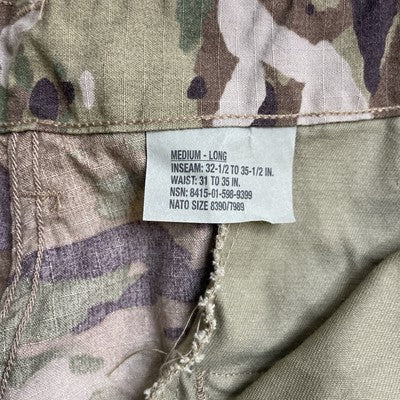 MEDIUM - LONG
INSEAM: 32-1/2 TO 35-1/2 IN.
WAIST: 31 TO 35 IN.
NSN: 8415-01-598-9399
NATO SIZE 8390/7989